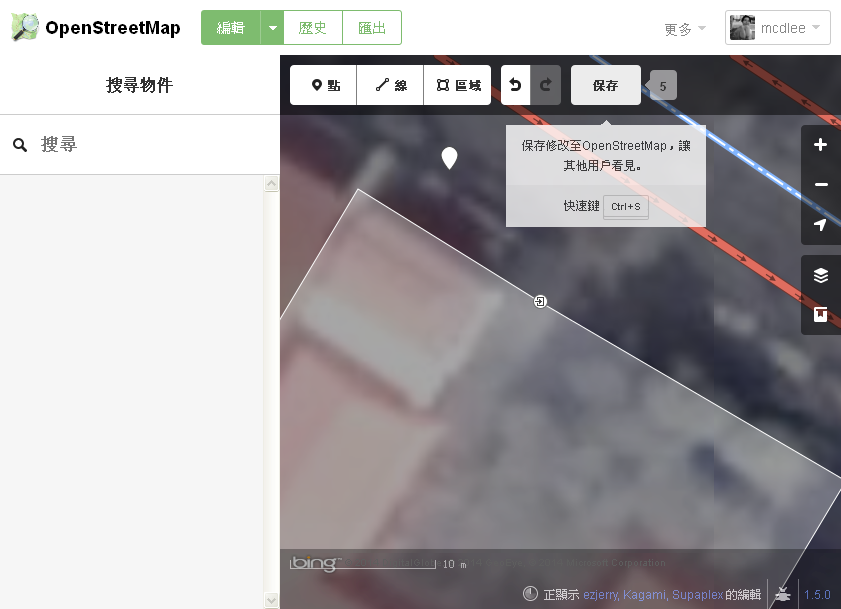 OpenStreetMap
編輯
歷史
匯出
更多
mcdlee
搜尋物件
點
線
區域
保存
5
搜尋
保存修改至OpenStreetMap，讓
其他用戶看見。
快速鍵 Ctrl+S
bing
10 m
Corporation
正顯示 ezjerry, Kagami, Supaplex 的編輯
1.5.0